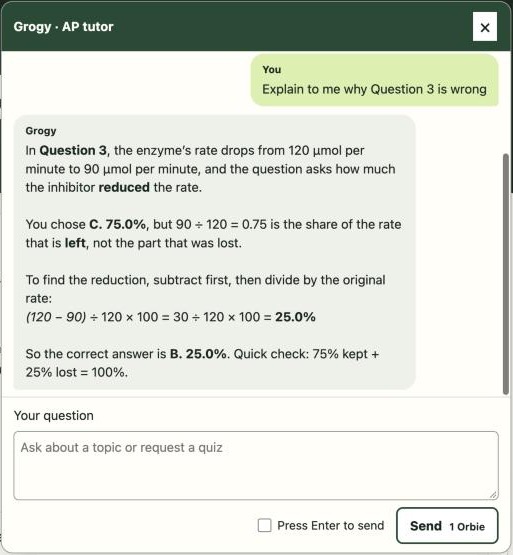 Grogy · AP tutor
×
You
Explain to me why Question 3 is wrong
Grogy
In Question 3, the enzyme's rate drops from 120 μmol per
minute to 90 μmol per minute, and the question asks how much
the inhibitor reduced the rate.
You chose C. 75.0%, but 90 ÷ 120 = 0.75 is the share of the rate
that is left, not the part that was lost.
To find the reduction, subtract first, then divide by the original
rate:
(120 − 90) ÷ 120 × 100 = 30 ÷ 120 × 100 = 25.0%
So the correct answer is B. 25.0%. Quick check: 75% kept +
25% lost = 100%.
Your question
Ask about a topic or request a quiz
Press Enter to send
Send 1 Orbie